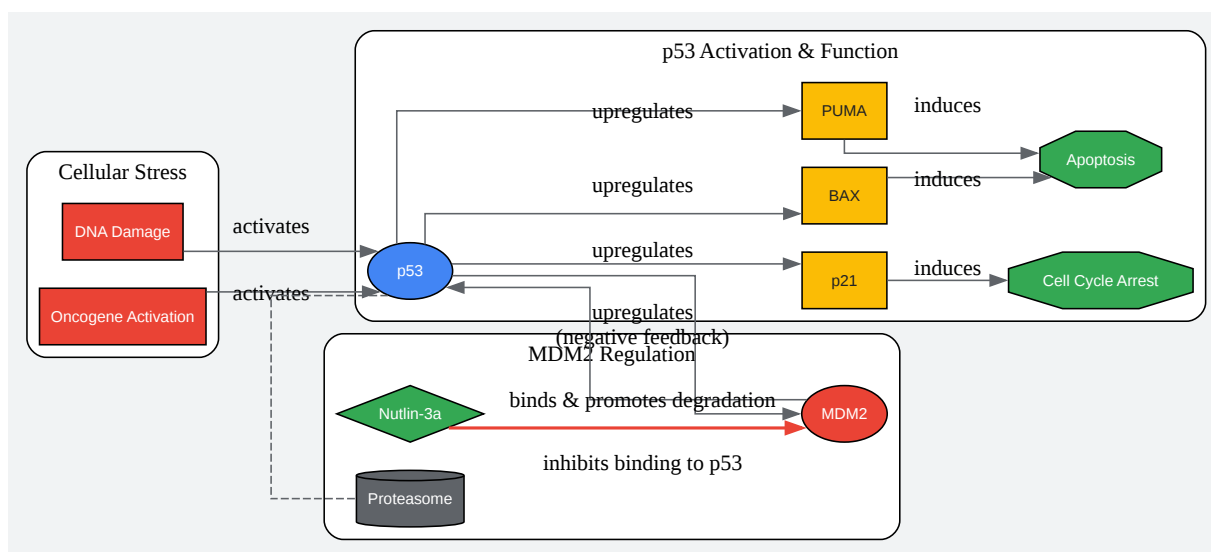 p53 Activation & Function
PUMA
induces
upregulates
Apoptosis
Cellular Stress
induces
upregulates
BAX
DNA Damage
activates
upregulates
p53
induces
p21
Cell Cycle Arrest
activates
Oncogene Activation
upregulates
(negative feedback)
MDM2 Regulation
binds & promotes degradation
Nutlin-3a
MDM2
inhibits binding to p53
Proteasome